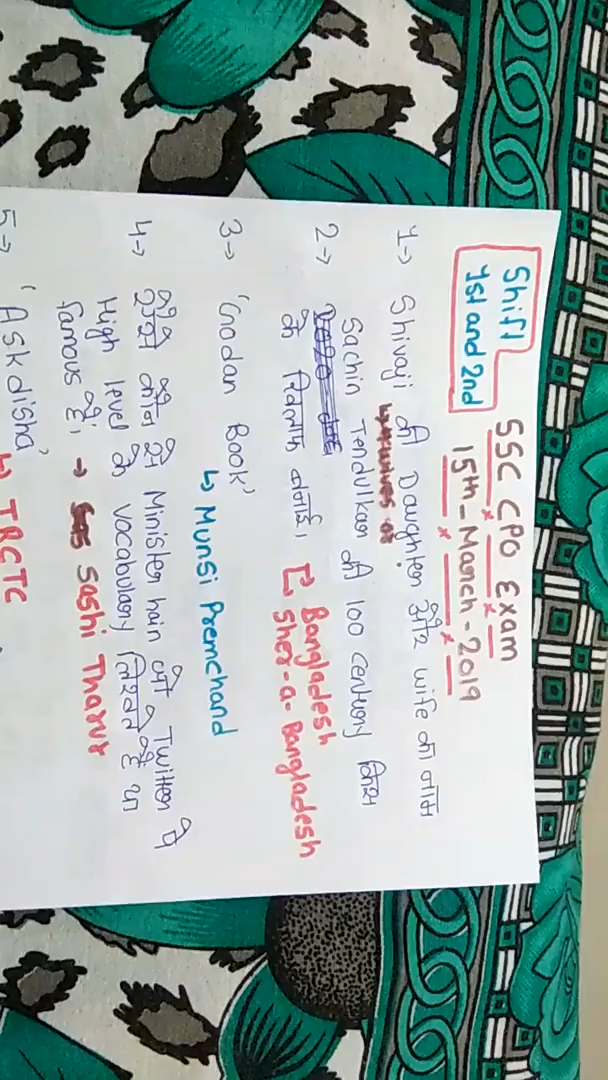 Shift
1st and 2nd
SSC CPO Exam
15th - March - 2019
1→ Shivaji की Daughter और wife का नाम
2→ Sachin Tendulkar की 100 century किस
के खिलाफ बनाई।
Bangladesh
Sher-a-Bangladesh
3→ 'Godan Book'
↳ Munsi Premchand
4→ कौन से Minister hain जो Twitter पे
High level के vocabulary लिखते हैं या
famous हैं। → Sashi Tharur
5→ 'Ask disha'
↳ IRCTC